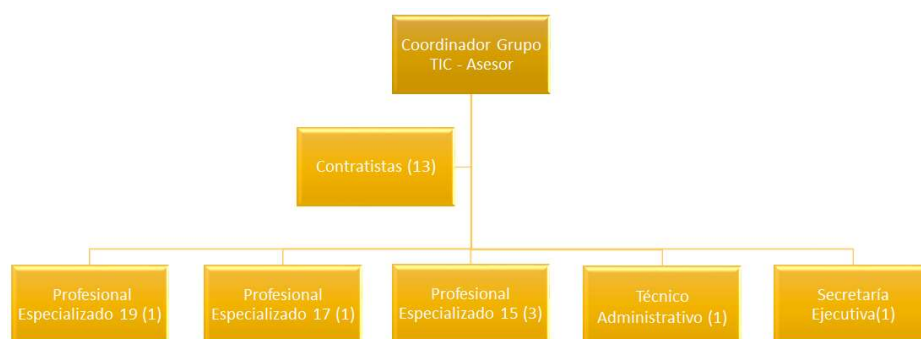 Coordinador Grupo
TIC - Asesor
Contratistas (13)
Profesional
Especializado 19 (1)
Profesional
Especializado 17 (1)
Profesional
Especializado 15 (3)
Técnico
Administrativo (1)
Secretaría
Ejecutiva(1)